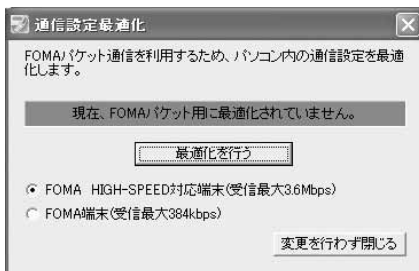 通信設定最適化
FOMAパケット通信を利用するため、パソコン内の通信設定を最適
化します。
現在、FOMAパケット用に最適化されていません。
最適化を行う
FOMA HIGH-SPEED対応端末(受信最大3.6Mbps)
FOMA端末(受信最大384kbps)
変更を行わず閉じる